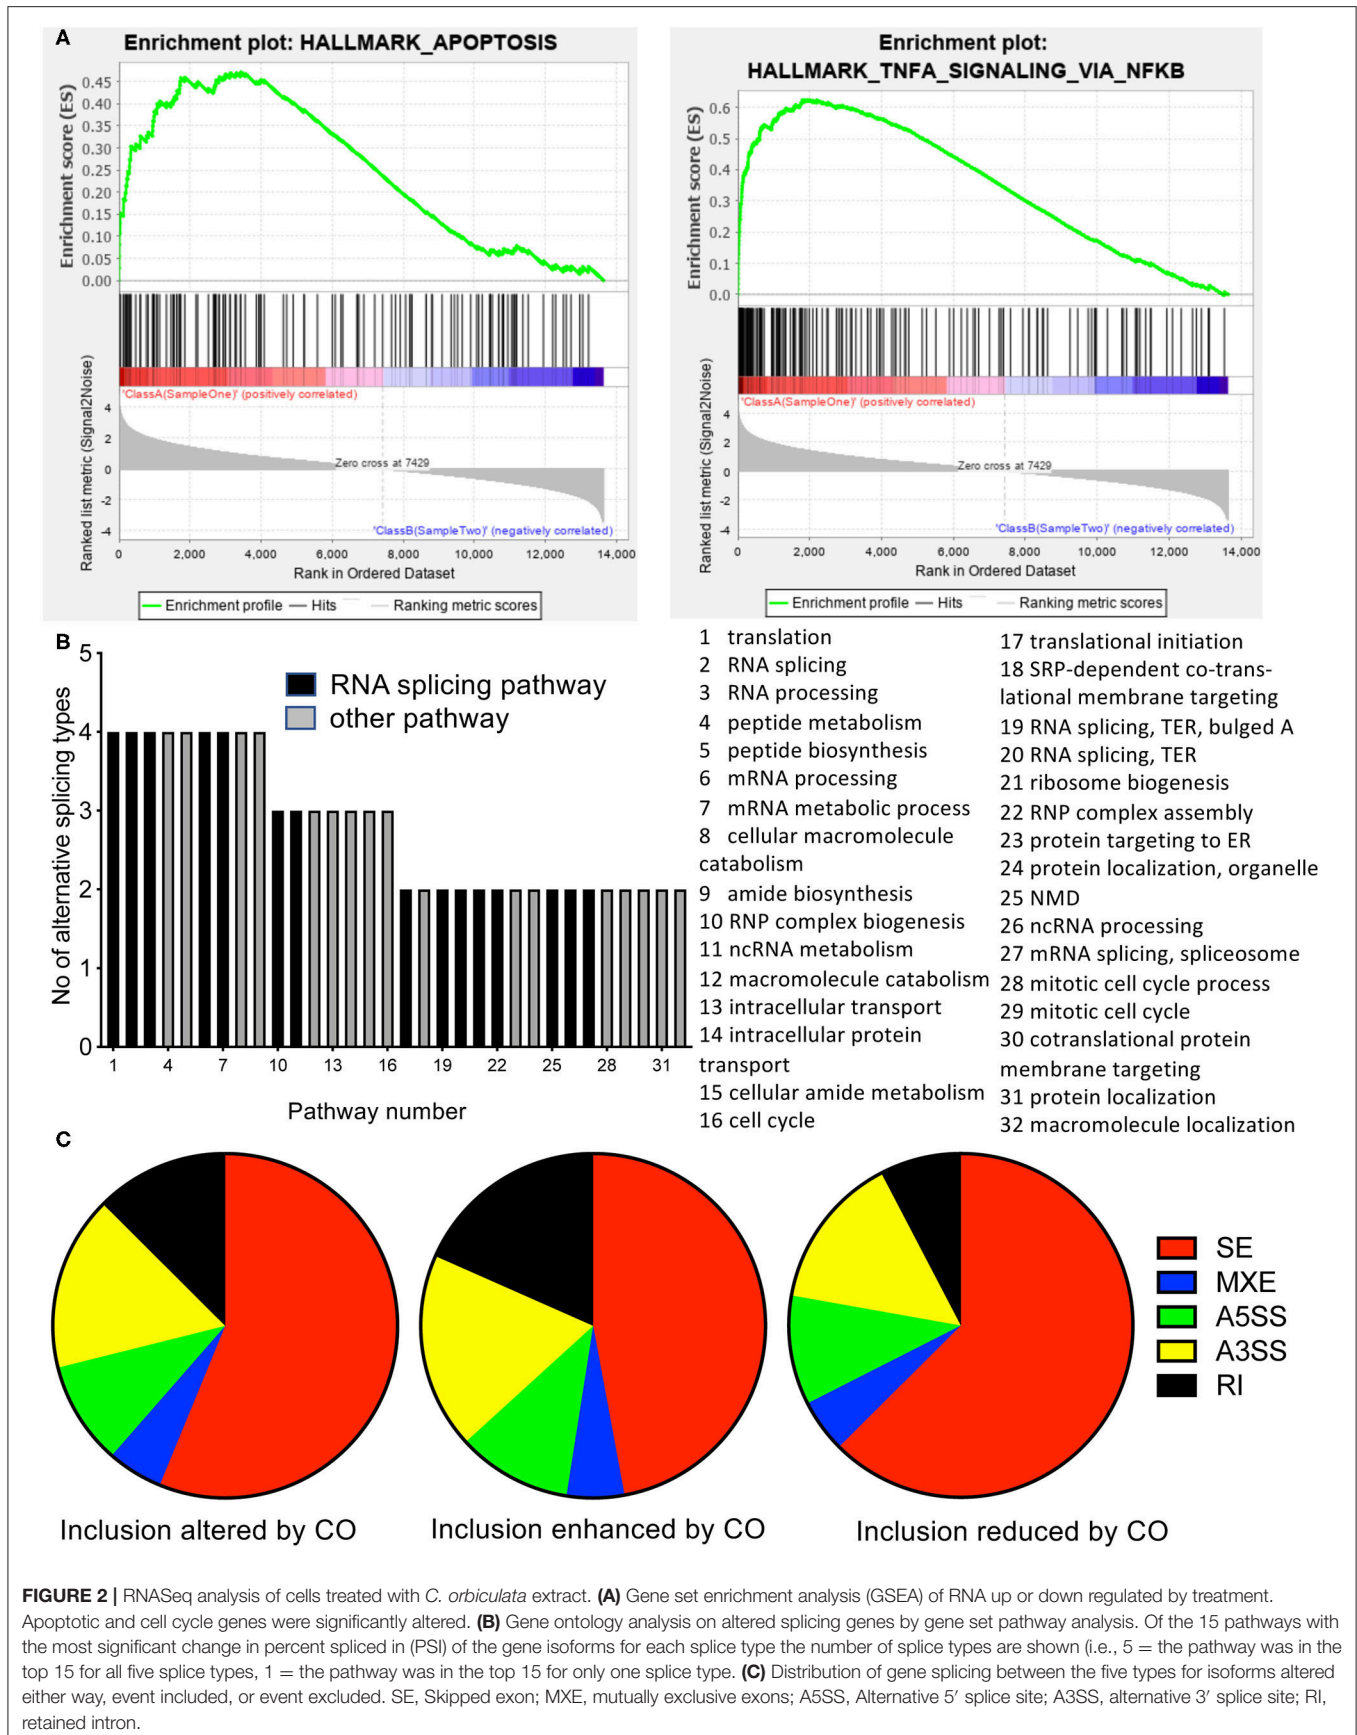 A
Enrichment plot: HALLMARK_APOPTOSIS
Enrichment score (ES)
0.45
0.40
0.35
0.30
0.25
0.20
0.15
0.10
0.05
0.00
'ClassA(SampleOne)' (positively correlated)
Ranked list metric (Signal2Noise)
4
2
0
-2
-4
Zero cross at 7429
'ClassB(SampleTwo)' (negatively correlated)
0 2,000 4,000 6,000 8,000 10,000 12,000 14,000
Rank in Ordered Dataset
Enrichment profile Hits Ranking metric scores
Enrichment plot:
HALLMARK_TNFA_SIGNALING_VIA_NFKB
Enrichment score (ES)
0.6
0.5
0.4
0.3
0.2
0.1
0.0
'ClassA(SampleOne)' (positively correlated)
Ranked list metric (Signal2Noise)
4
2
0
-2
-4
Zero cross at 7429
'ClassB(SampleTwo)' (negatively correlated)
0 2,000 4,000 6,000 8,000 10,000 12,000 14,000
Rank in Ordered Dataset
Enrichment profile Hits Ranking metric scores
B
No of alternative splicing types
5
4
3
2
1
0
RNA splicing pathway
other pathway
1 4 7 10 13 16 19 22 25 28 31
Pathway number
1 translation
2 RNA splicing
3 RNA processing
4 peptide metabolism
5 peptide biosynthesis
6 mRNA processing
7 mRNA metabolic process
8 cellular macromolecule
catabolism
9 amide biosynthesis
10 RNP complex biogenesis
11 ncRNA metabolism
12 macromolecule catabolism
13 intracellular transport
14 intracellular protein
transport
15 cellular amide metabolism
16 cell cycle
17 translational initiation
18 SRP-dependent co-trans-
lational membrane targeting
19 RNA splicing, TER, bulged A
20 RNA splicing, TER
21 ribosome biogenesis
22 RNP complex assembly
23 protein targeting to ER
24 protein localization, organelle
25 NMD
26 ncRNA processing
27 mRNA splicing, spliceosome
28 mitotic cell cycle process
29 mitotic cell cycle
30 cotranslational protein
membrane targeting
31 protein localization
32 macromolecule localization
C
Inclusion altered by CO
Inclusion enhanced by CO
Inclusion reduced by CO
SE
MXE
A5SS
A3SS
RI
FIGURE 2 | RNASeq analysis of cells treated with C. orbiculata extract. (A) Gene set enrichment analysis (GSEA) of RNA up or down regulated by treatment.
Apoptotic and cell cycle genes were significantly altered. (B) Gene ontology analysis on altered splicing genes by gene set pathway analysis. Of the 15 pathways with
the most significant change in percent spliced in (PSI) of the gene isoforms for each splice type the number of splice types are shown (i.e., 5 = the pathway was in the
top 15 for all five splice types, 1 = the pathway was in the top 15 for only one splice type. (C) Distribution of gene splicing between the five types for isoforms altered
either way, event included, or event excluded. SE, Skipped exon; MXE, mutually exclusive exons; A5SS, Alternative 5′ splice site; A3SS, alternative 3′ splice site; RI,
retained intron.